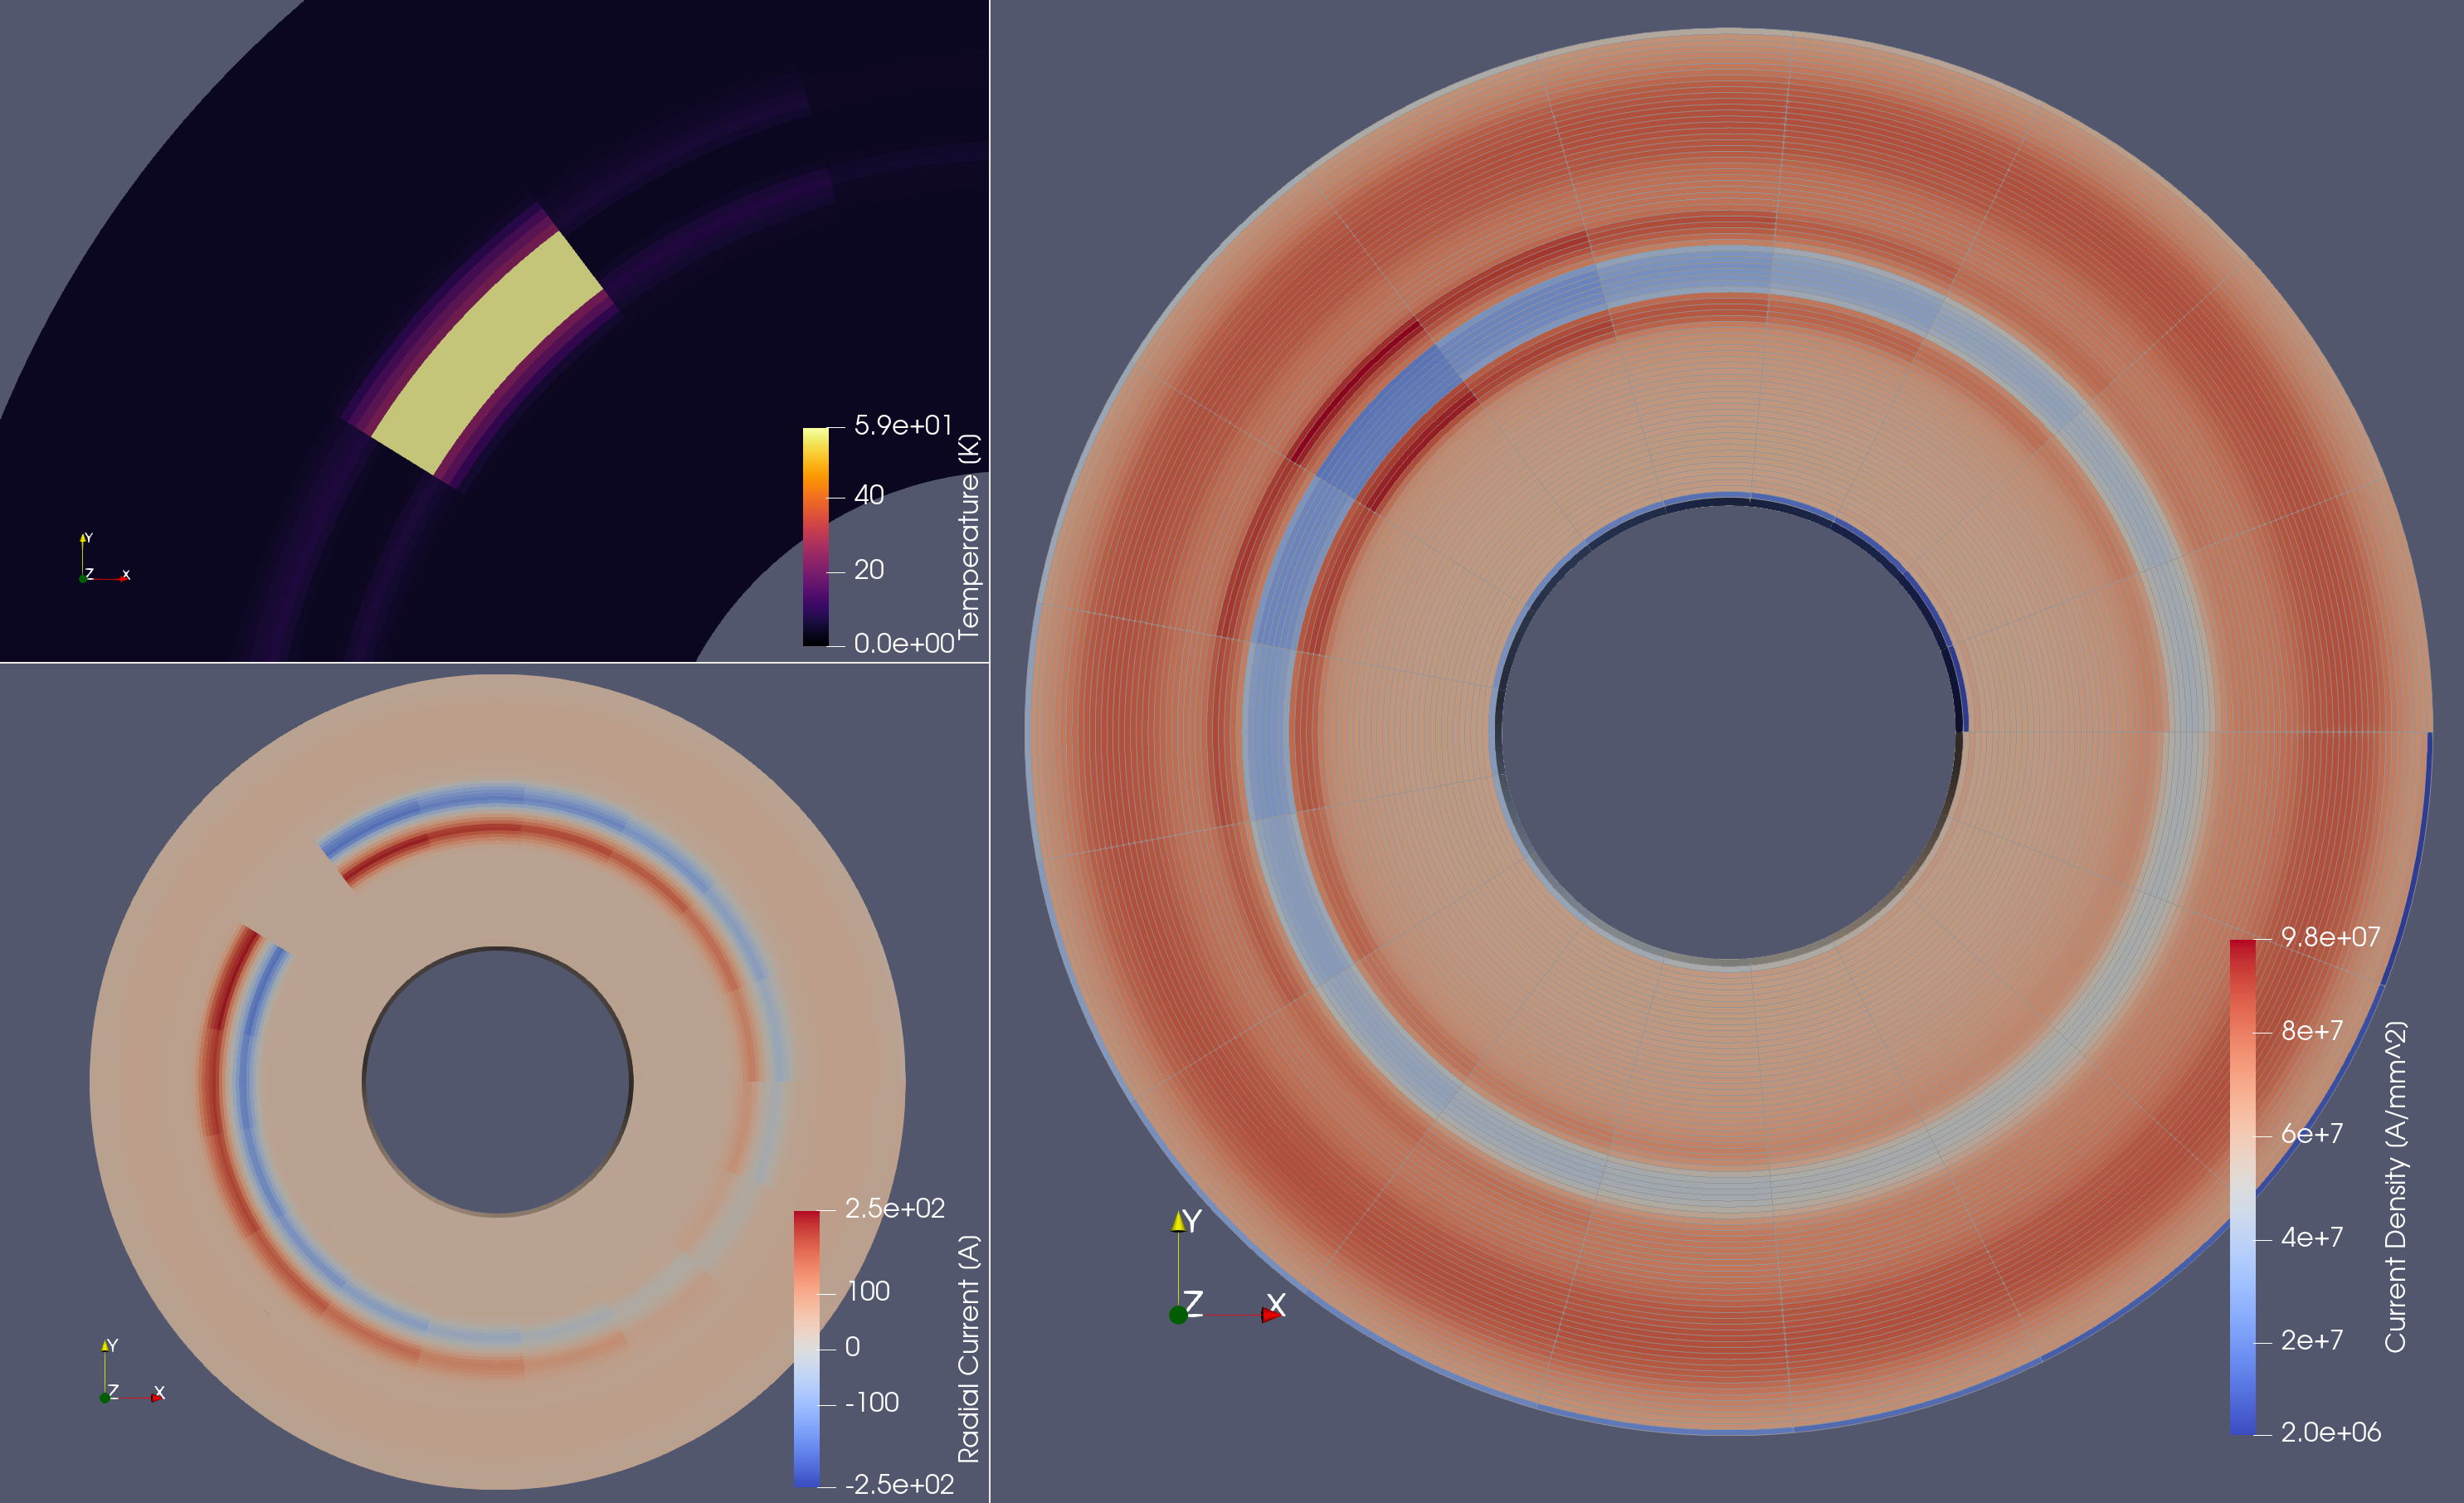 5.9e+01
40
20
0.0e+00
Temperature (K)
Y
Z
X
2.5e+02
100
0
-100
-2.5e+02
Radial Current (A)
Y
Z
X
9.8e+07
8e+7
6e+7
4e+7
2e+7
2.0e+06
Current Density (A/mm^2)
Y
Z
X